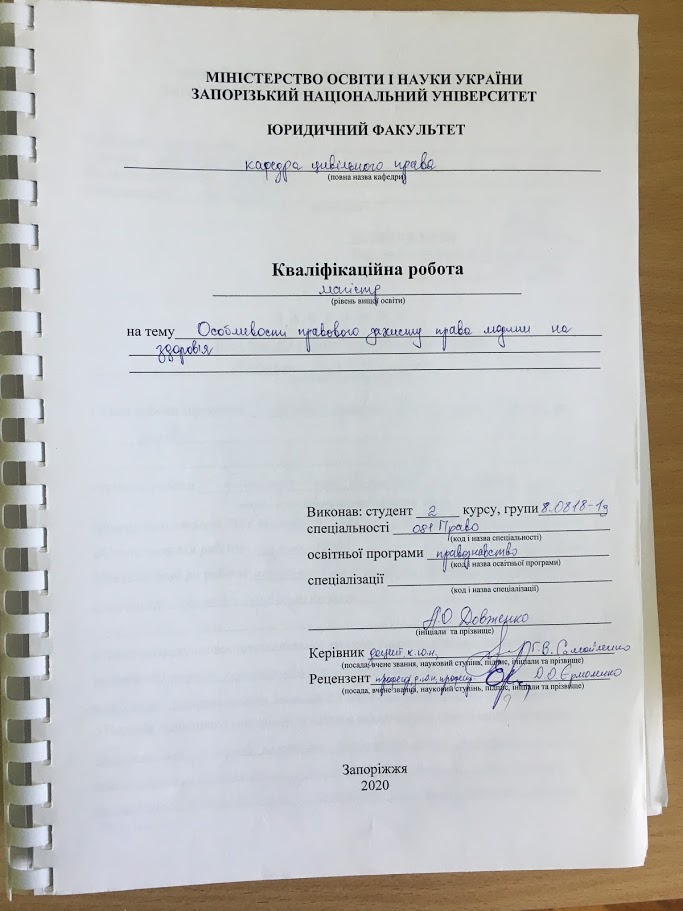 МІНІСТЕРСТВО ОСВІТИ І НАУКИ УКРАЇНИ
ЗАПОРІЗЬКИЙ НАЦІОНАЛЬНИЙ УНІВЕРСИТЕТ
ЮРИДИЧНИЙ ФАКУЛЬТЕТ
кафедра цивільного права
(повна назва кафедри)
Кваліфікаційна робота
магістр
(рівень вищої освіти)
на тему Особливості правового захисту права людини на
здоров'я
Виконав: студент 2 курсу, групи 8.0818-1з
спеціальності 081 Право
(код і назва спеціальності)
освітньої програми правознавство
(код і назва освітньої програми)
спеціалізації
(код і назва спеціалізації)
А.О Довженко
(ініціали та прізвище)
Керівник доцент, к.ю.н. Г.В. Самойленко
(посада, вчене звання, науковий ступінь, підпис, ініціали та прізвище)
Рецензент професор, д.ю.н., професор Д.О. Єрмоленко
(посада, вчене звання, науковий ступінь, підпис, ініціали та прізвище)
Запоріжжя
2020